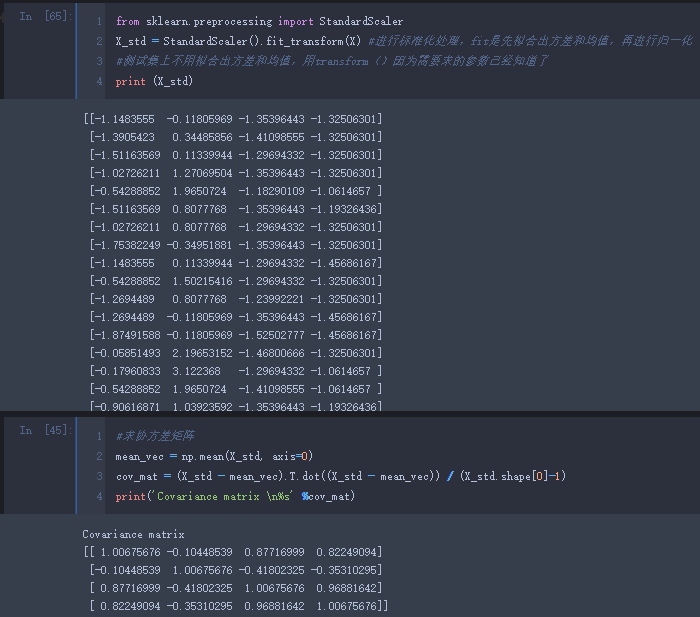 In [65]:
1 from sklearn.preprocessing import StandardScaler
2 X_std = StandardScaler().fit_transform(X) #进行标准化处理，fit是先拟合出方差和均值，再进行归一化
3 #测试集上不用拟合出方差和均值，用transform（）因为需要求的参数已经知道了
4 print (X_std)
[[-1.1483555  -0.11805969 -1.35396443 -1.32506301]
[-1.3905423   0.34485856 -1.41098555 -1.32506301]
[-1.51163569  0.11339944 -1.29694332 -1.32506301]
[-1.02726211  1.27069504 -1.35396443 -1.32506301]
[-0.54288852  1.9650724  -1.18290109 -1.0614657 ]
[-1.51163569  0.8077768  -1.35396443 -1.19326436]
[-1.02726211  0.8077768  -1.29694332 -1.32506301]
[-1.75382249 -0.34951881 -1.35396443 -1.32506301]
[-1.1483555   0.11339944 -1.29694332 -1.45686167]
[-0.54288852  1.50215416 -1.29694332 -1.32506301]
[-1.2694489   0.8077768  -1.23992221 -1.32506301]
[-1.2694489  -0.11805969 -1.29694332 -1.45686167]
[-1.87491588 -0.11805969 -1.52502777 -1.45686167]
[-0.05851493  2.19653152 -1.46800666 -1.32506301]
[-0.17960833  3.122368   -1.29694332 -1.0614657 ]
[-0.54288852  1.9650724  -1.41098555 -1.0614657 ]
[-0.90616871  1.03923592 -1.35396443 -1.19326436]
In [45]:
1 #求协方差矩阵
2 mean_vec = np.mean(X_std, axis=0)
3 cov_mat = (X_std - mean_vec).T.dot((X_std - mean_vec)) / (X_std.shape[0]-1)
4 print('Covariance matrix \n%s' %cov_mat)
Covariance matrix
[[ 1.00675676 -0.10448539  0.87716999  0.82249094]
[-0.10448539  1.00675676 -0.41802325 -0.35310295]
[ 0.87716999 -0.41802325  1.00675676  0.96881642]
[ 0.82249094 -0.35310295  0.96881642  1.00675676]]